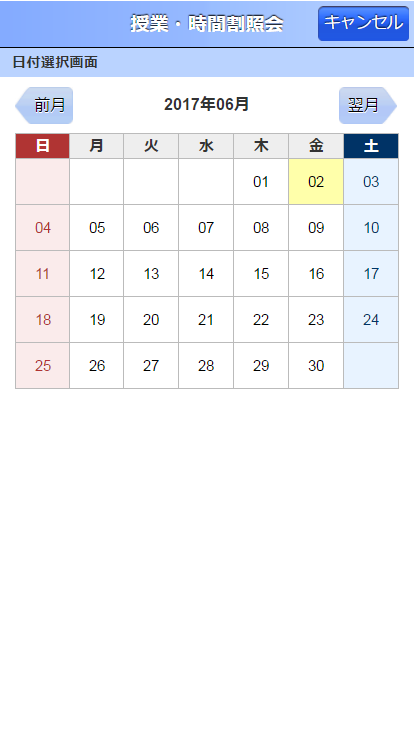 授業・時間割照会 キャンセル
日付選択画面
前月 2017年06月 翌月
日 月 火 水 木 金 土
01 02 03
04 05 06 07 08 09 10
11 12 13 14 15 16 17
18 19 20 21 22 23 24
25 26 27 28 29 30